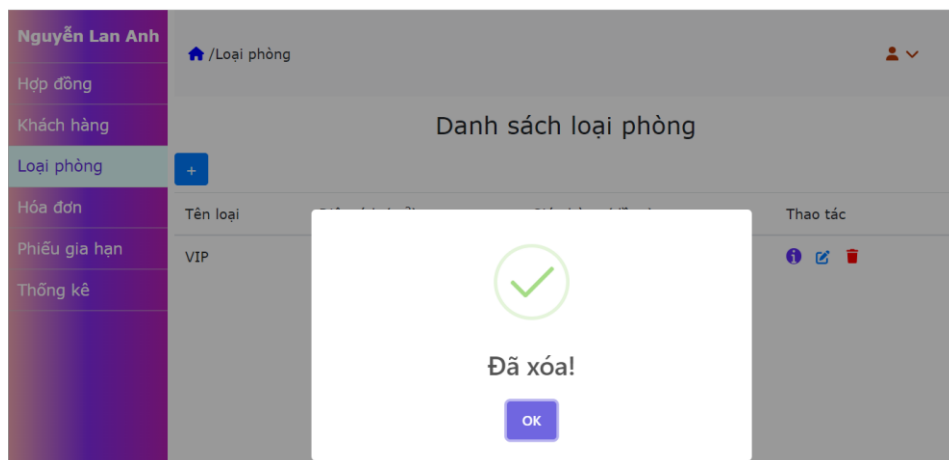 Nguyễn Lan Anh
/Loại phòng
Hợp đồng
Khách hàng
Danh sách loại phòng
Loại phòng
+
Hóa đơn
Tên loại
Thao tác
Phiếu gia hạn
VIP
Thống kê
Đã xóa!
OK